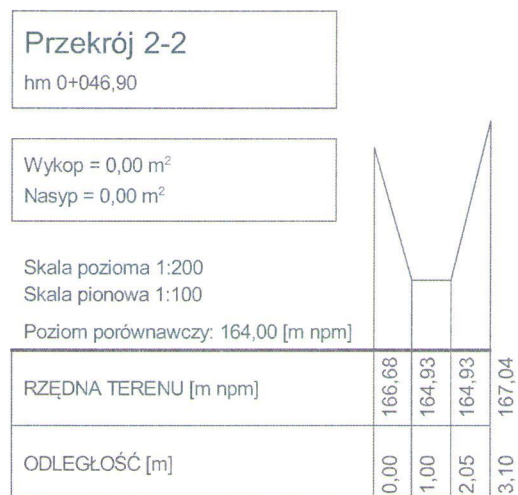 Przekrój 2-2
hm 0+046,90
Wykop = 0,00 m²
Nasyp = 0,00 m²
Skala pozioma 1:200
Skala pionowa 1:100
Poziom porównawczy: 164,00 [m npm]
RZĘDNA TERENU [m npm] 166,68 164,93 164,93 167,04
ODLEGŁOŚĆ [m] 0,00 1,00 2,05 3,10